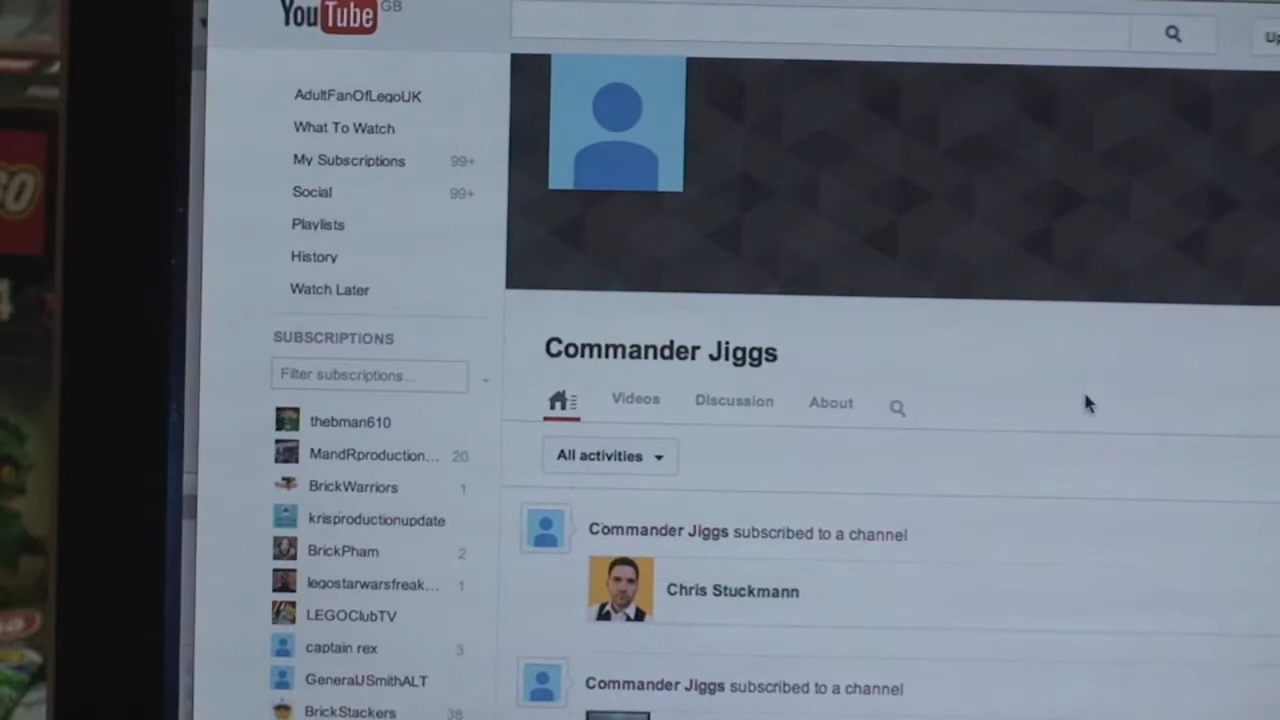 YouTube GB
AdultFanOfLegoUK
What To Watch
My Subscriptions 99+
Social 99+
Playlists
History
Watch Later
SUBSCRIPTIONS
Filter subscriptions...
thebman610
MandRproduction... 20
BrickWarriors 1
krisproductionupdate
BrickPham 2
legostarwarsfreak... 1
LEGOClubTV
captain rex 3
GeneralJSmithALT
BrickStackers 38
Commander Jiggs
Videos Discussion About
All activities
Commander Jiggs subscribed to a channel
Chris Stuckmann
Commander Jiggs subscribed to a channel